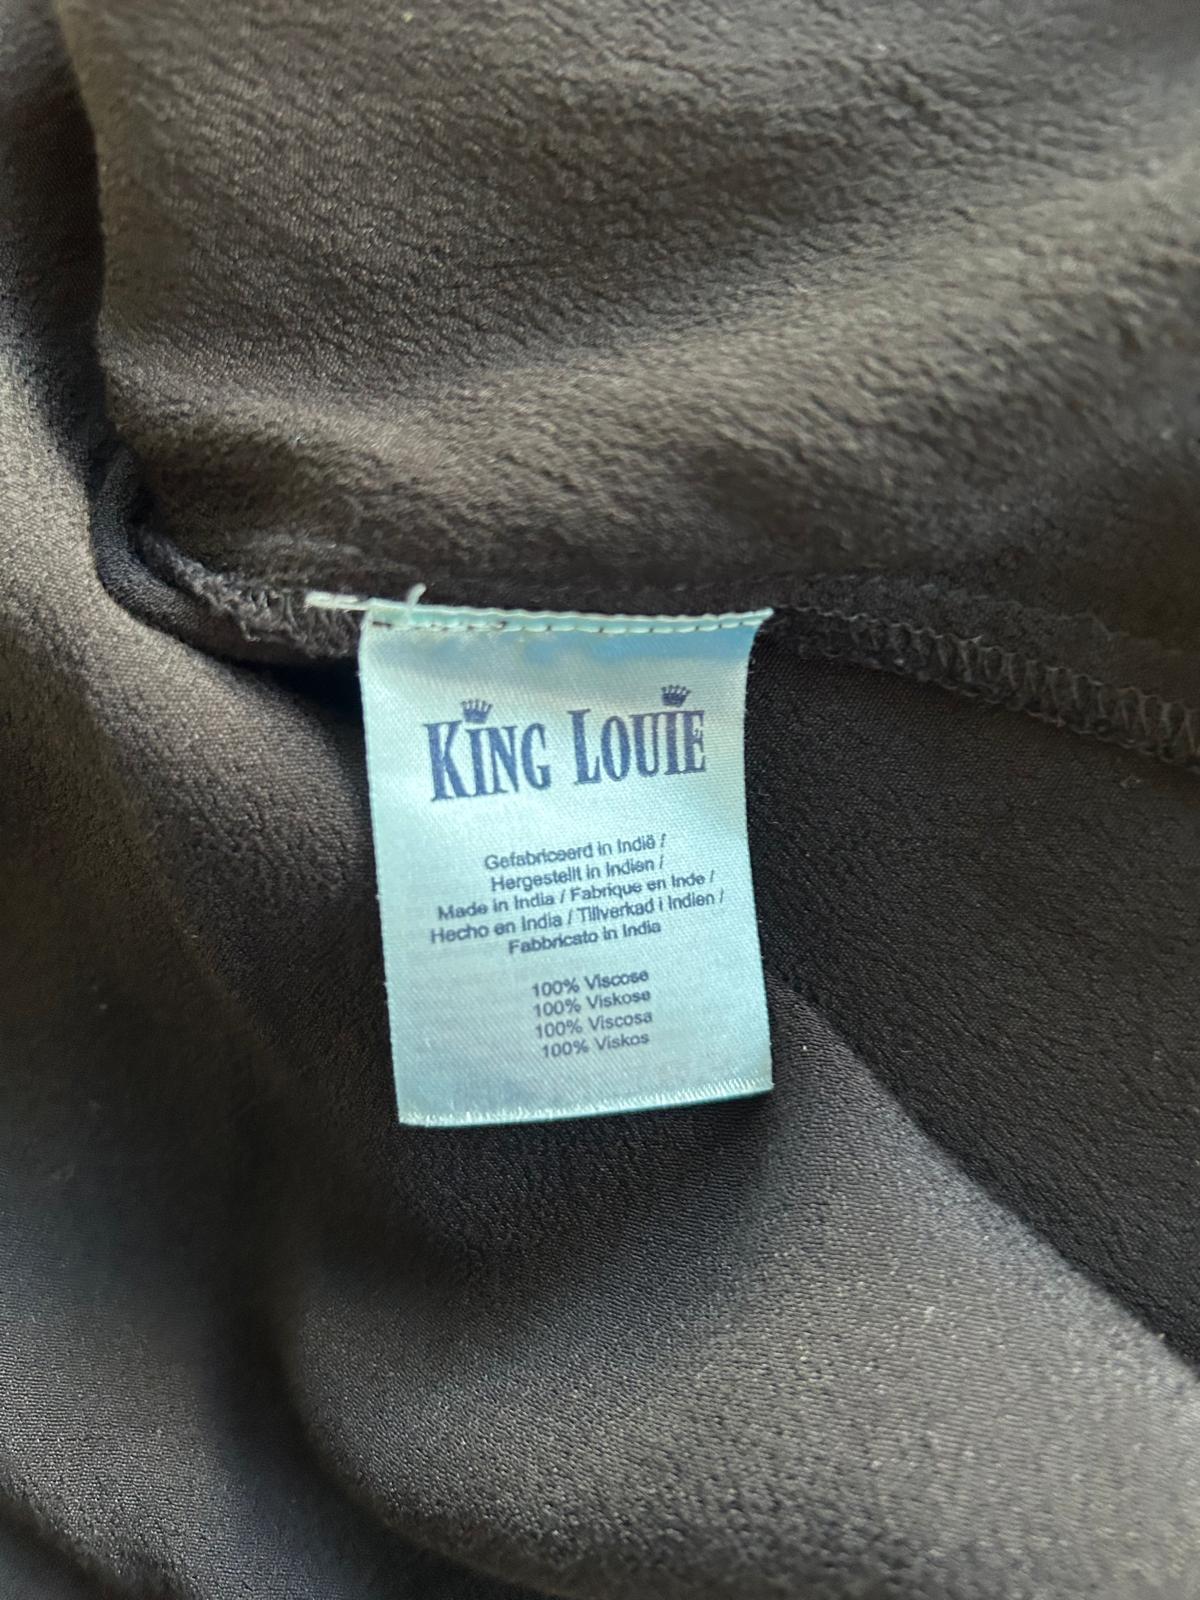 KING LOUIE
Gefabriceerd in Indië /
Hergestellt in Indien /
Made in India / Fabrique en Inde /
Hecho en India / Tillverkad i Indien /
Fabbricato in India
100% Viscose
100% Viskose
100% Viscosa
100% Viskos